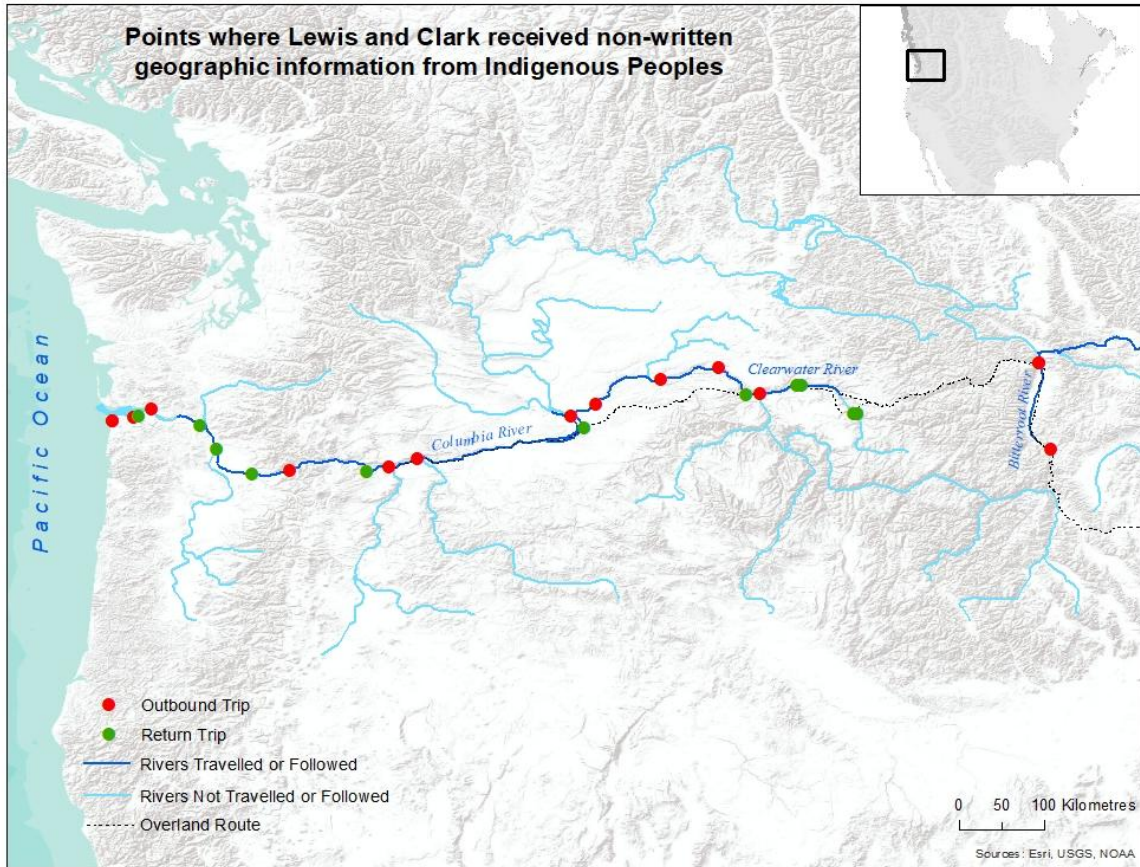 Points where Lewis and Clark received non-written
geographic information from Indigenous Peoples
Pacific Ocean
Columbia River
Clearwater River
Bitterroot River
Outbound Trip
Return Trip
Rivers Travelled or Followed
Rivers Not Travelled or Followed
Overland Route
0 50 100 Kilometres
Sources: Esri, USGS, NOAA